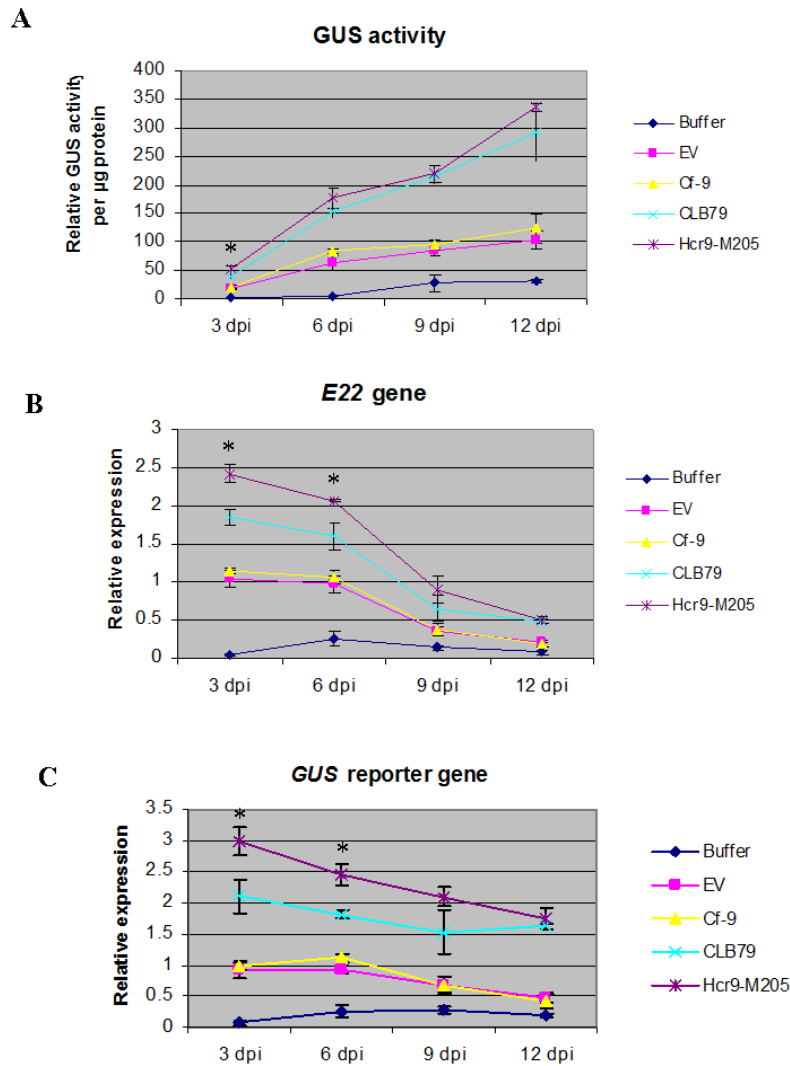 A
GUS activity
Relative GUS activity
per µg protein
400
350
300
250
200
150
100
50
0
*
3 dpi 6 dpi 9 dpi 12 dpi
Buffer
EV
Cf-9
CLB79
Hcr9-M205
B
E22 gene
Relative expression
3
2.5
2
1.5
1
0.5
0
* *
3 dpi 6 dpi 9 dpi 12 dpi
Buffer
EV
Cf-9
CLB79
Hcr9-M205
C
GUS reporter gene
Relative expression
3.5
3
2.5
2
1.5
1
0.5
0
* *
3 dpi 6 dpi 9 dpi 12 dpi
Buffer
EV
Cf-9
CLB79
Hcr9-M205